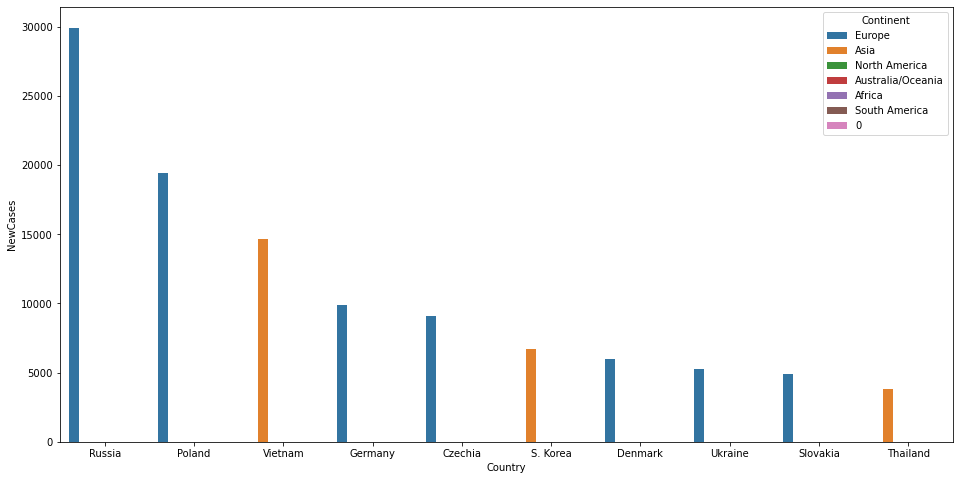 30000
25000
20000
15000
10000
5000
0
NewCases
Russia Poland Vietnam Germany Czechia S. Korea Denmark Ukraine Slovakia Thailand
Country
Continent
Europe
Asia
North America
Australia/Oceania
Africa
South America
0